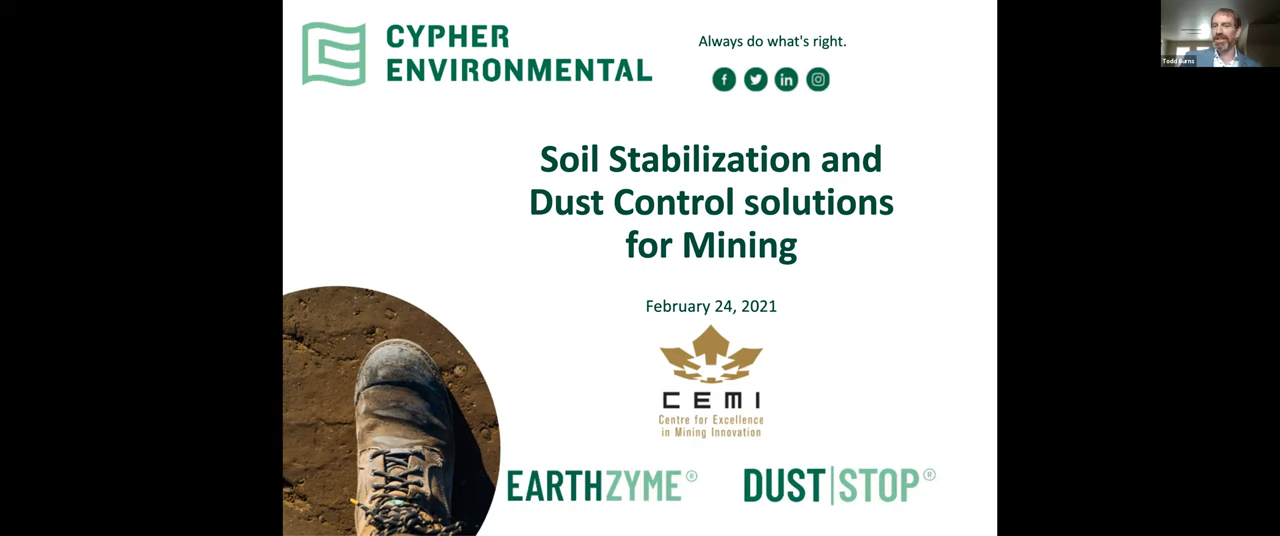 CYPHER
ENVIRONMENTAL
Always do what's right.
Todd Burns
Soil Stabilization and
Dust Control solutions
for Mining
February 24, 2021
CEMI
Centre for Excellence
in Mining Innovation
EARTHZYME®
DUST|STOP®